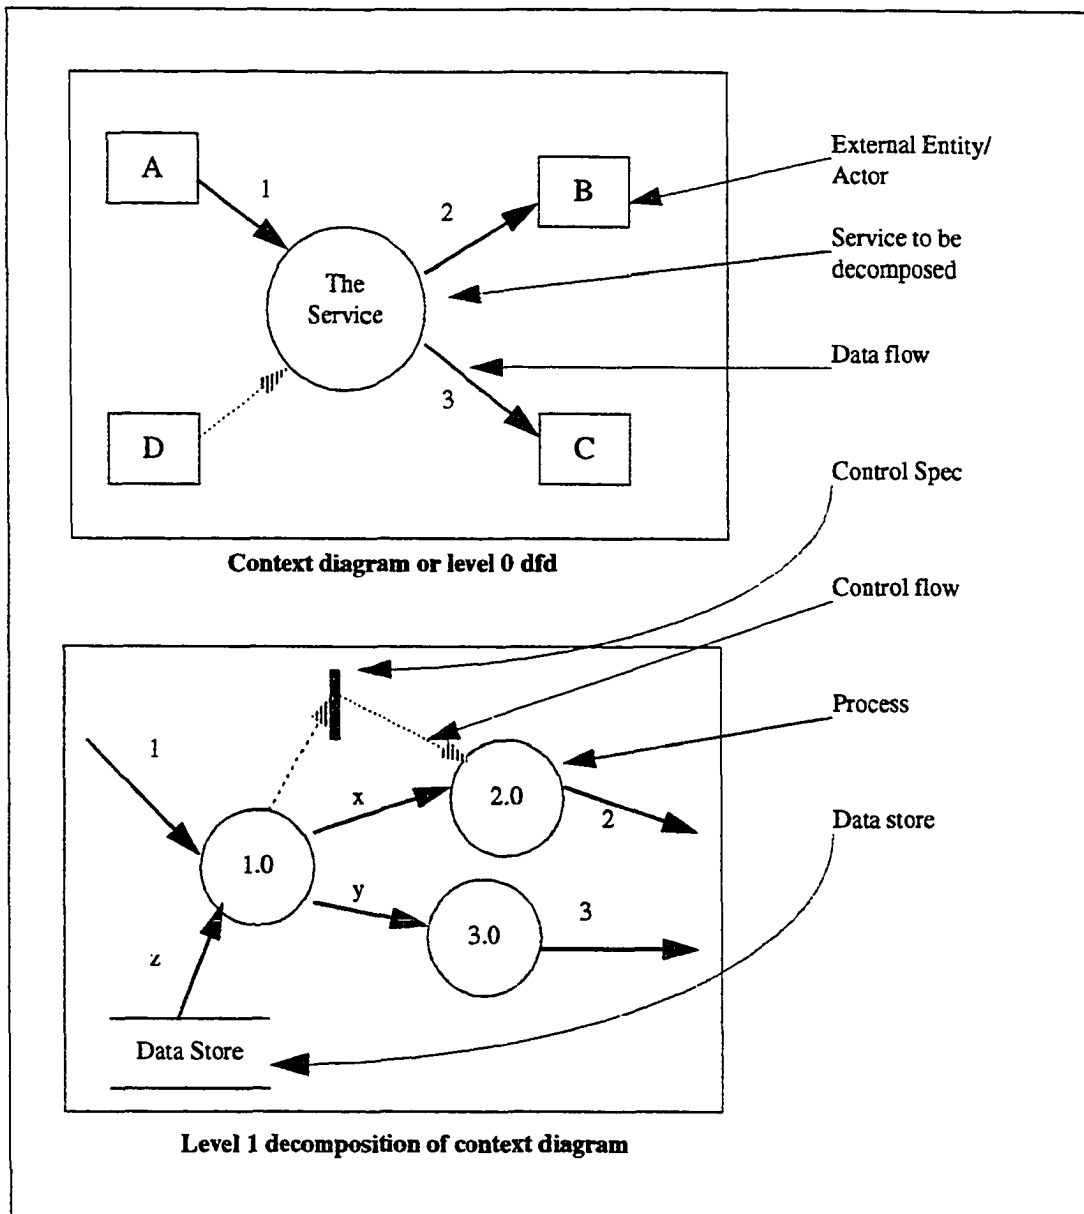 A
1
B
2
The
Service
3
D
C
External Entity/
Actor
Service to be
decomposed
Data flow
Control Spec
Context diagram or level 0 dfd
Control flow
Process
Data store
1
x
2.0
2
1.0
y
3.0
3
z
Data Store
Level 1 decomposition of context diagram